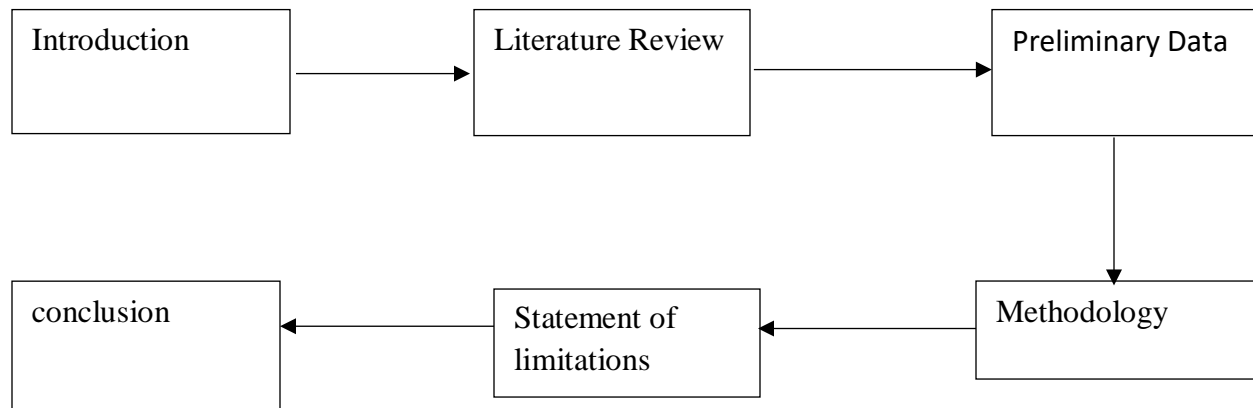 Introduction
Literature Review
Preliminary Data
Methodology
Statement of
limitations
conclusion